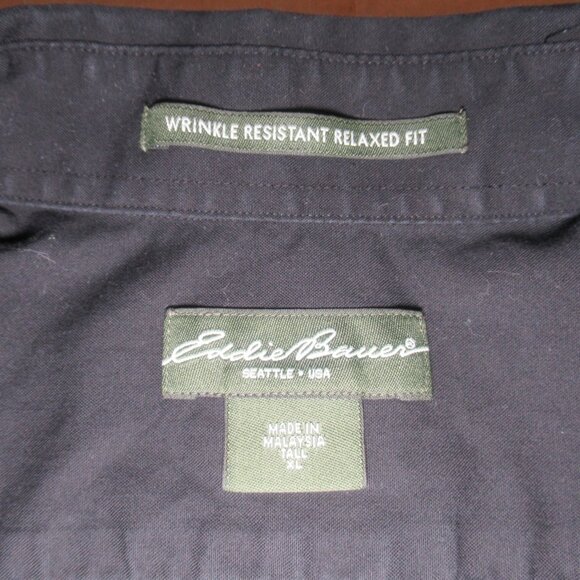 WRINKLE RESISTANT RELAXED FIT
Eddie Bauer®
SEATTLE • USA
MADE IN
MALAYSIA
TALL
XL